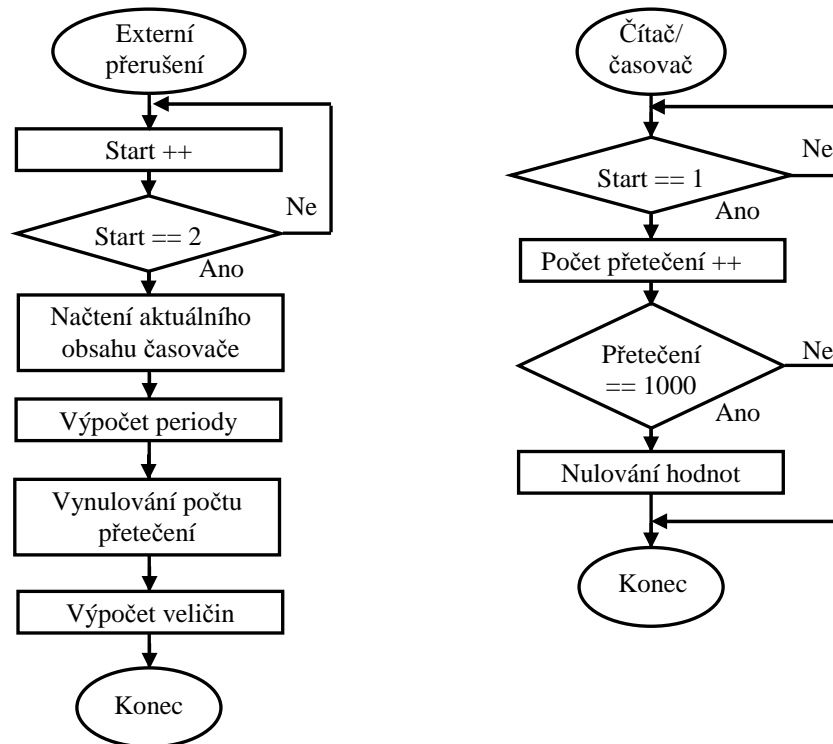 Externí
přerušení
Start ++
Ne
Start == 2
Ano
Načtení aktuálního
obsahu časovače
Výpočet periody
Vynulování počtu
přetečení
Výpočet veličin
Konec
Čítač/
časovač
Ne
Start == 1
Ano
Počet přetečení ++
Ne
Přetečení
== 1000
Ano
Nulování hodnot
Konec